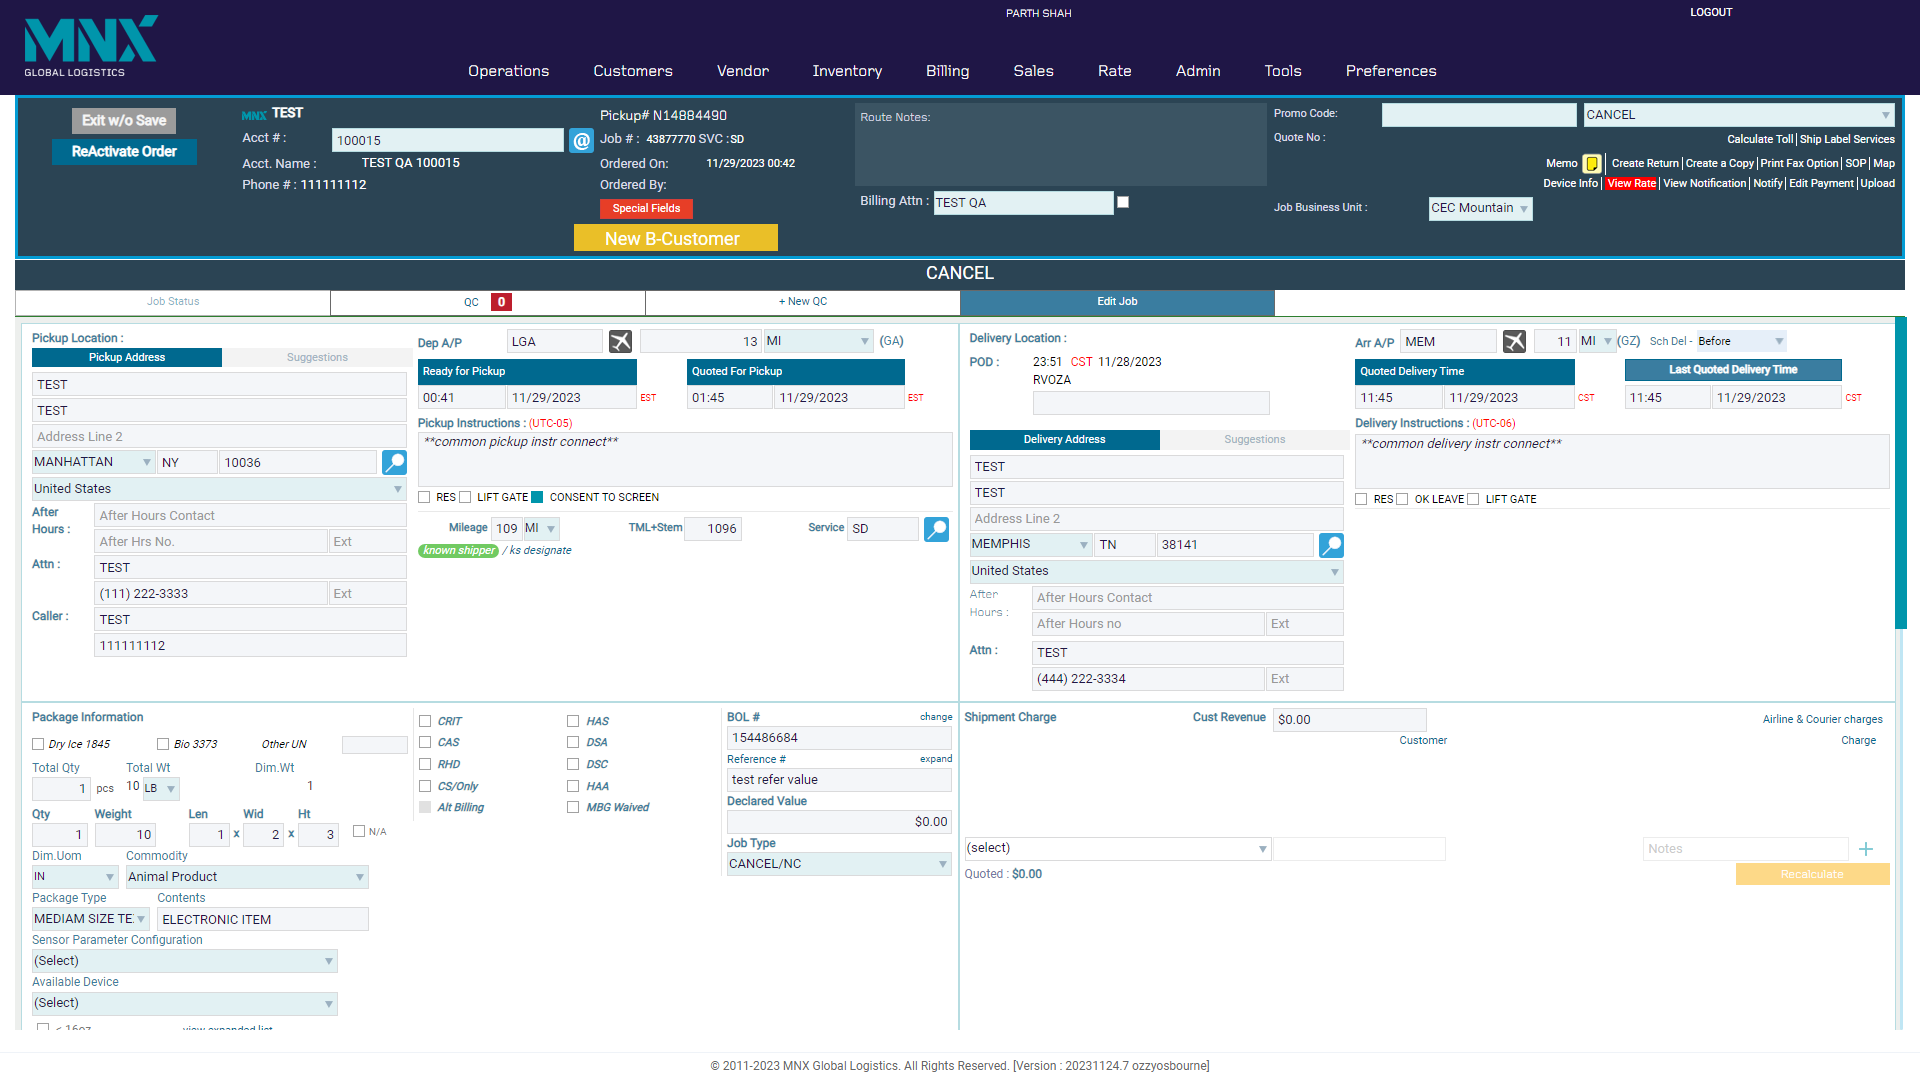 MNX
GLOBAL LOGISTICS
PARTH SHAH
LOGOUT
Operations Customers Vendor Inventory Billing Sales Rate Admin Tools Preferences
Exit w/o Save
ReActivate Order
MNX TEST
Acct # : 100015 @
Acct. Name : TEST QA 100015
Phone # : 111111112
Pickup# N14884490
Job # : 43877770 SVC :SD
Ordered On: 11/29/2023 00:42
Ordered By:
Special Fields
New B-Customer
Route Notes:
Billing Attn : TEST QA
Promo Code: CANCEL
Quote No :
Calculate Toll Ship Label Services
Memo Create Return Create a Copy Print Fax Option SOP Map
Device Info View Rate View Notification Notify Edit Payment Upload
Job Business Unit : CEC Mountain
CANCEL
Job Status QC 0 + New QC Edit Job
Pickup Location :
Pickup Address Suggestions
TEST
TEST
Address Line 2
MANHATTAN NY 10036
United States
After Hours : After Hours Contact
After Hrs No. Ext
Attn : TEST
(111) 222-3333 Ext
Caller : TEST
111111112
Dep A/P LGA 13 MI (GA)
Ready for Pickup Quoted For Pickup
00:41 11/29/2023 EST 01:45 11/29/2023 EST
Pickup Instructions : (UTC-05)
**common pickup instr connect**
RES LIFT GATE CONSENT TO SCREEN
Mileage 109 MI TML+Stem 1096 Service SD
known shipper / ks designate
Delivery Location :
POD : 23:51 CST 11/28/2023
RVOZA
Delivery Address Suggestions
TEST
TEST
Address Line 2
MEMPHIS TN 38141
United States
After Hours : After Hours Contact
After Hours no Ext
Attn : TEST
(444) 222-3334 Ext
Arr A/P MEM 11 MI (GZ) Sch Del - Before
Quoted Delivery Time Last Quoted Delivery Time
11:45 11/29/2023 CST 11:45 11/29/2023 CST
Delivery Instructions : (UTC-06)
**common delivery instr connect**
RES OK LEAVE LIFT GATE
Package Information
Dry Ice 1845 Bio 3373 Other UN
Total Qty Total Wt Dim.Wt
1 pcs 10 LB 1
Qty Weight Len Wid Ht
1 10 1 x 2 x 3 N/A
Dim.Uom Commodity
IN Animal Product
Package Type Contents
MEDIAM SIZE TE ELECTRONIC ITEM
Sensor Parameter Configuration
(Select)
Available Device
(Select)
< 16oz view expanded list
CRIT HAS
CAS DSA
RHD DSC
CS/Only HAA
Alt Billing MBG Waived
BOL # change
154486684
Reference # expand
test refer value
Declared Value
$0.00
Job Type
CANCEL/NC
Shipment Charge Cust Revenue $0.00 Airline & Courier charges
Customer Charge
(select) Notes +
Quoted : $0.00 Recalculate
© 2011-2023 MNX Global Logistics. All Rights Reserved. [Version : 20231124.7 ozzyosbourne]